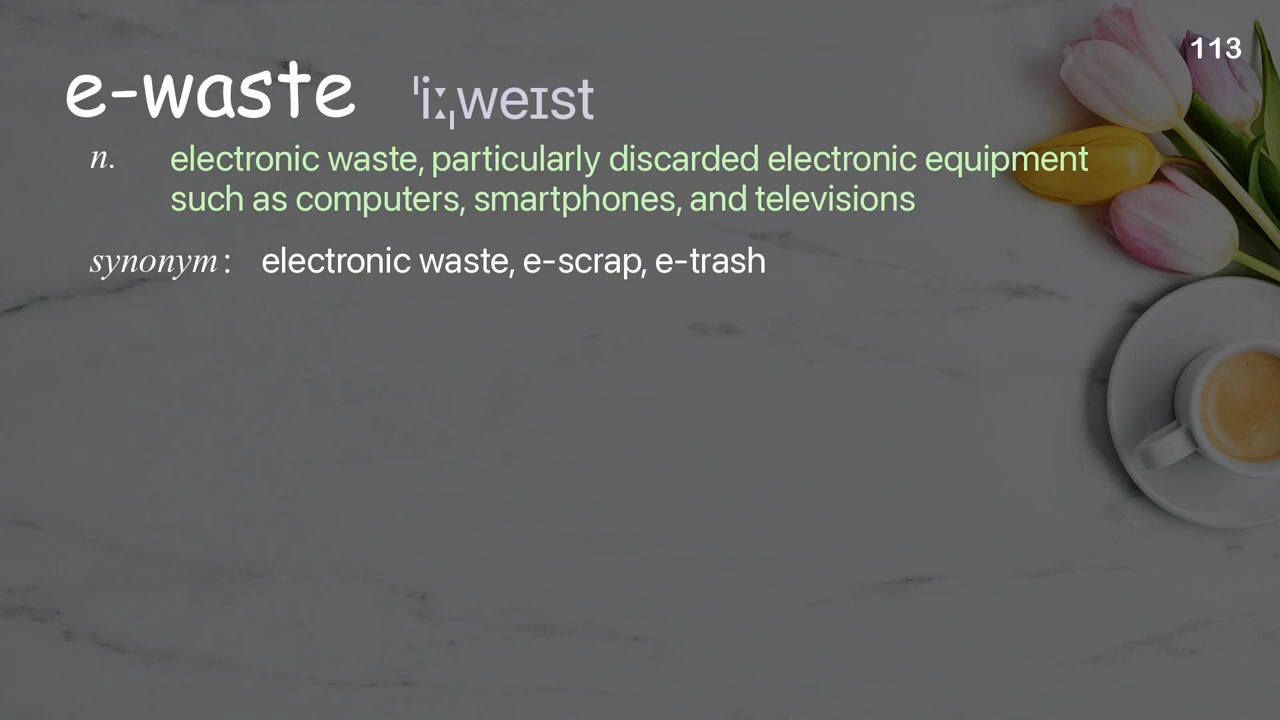 113
e-waste ˈiːˌweɪst
n. electronic waste, particularly discarded electronic equipment
such as computers, smartphones, and televisions
synonym : electronic waste, e-scrap, e-trash